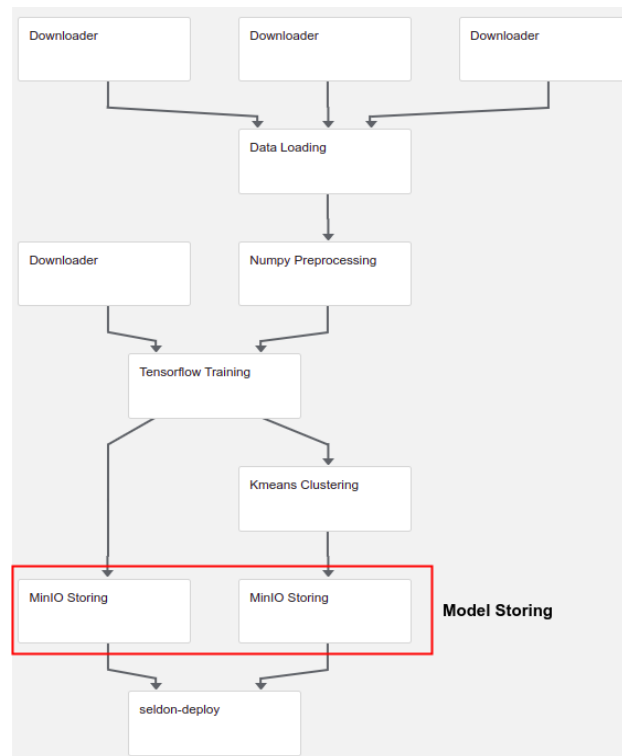 Downloader
Downloader
Downloader
Data Loading
Downloader
Numpy Preprocessing
Tensorflow Training
Kmeans Clustering
MinIO Storing
MinIO Storing
Model Storing
seldon-deploy